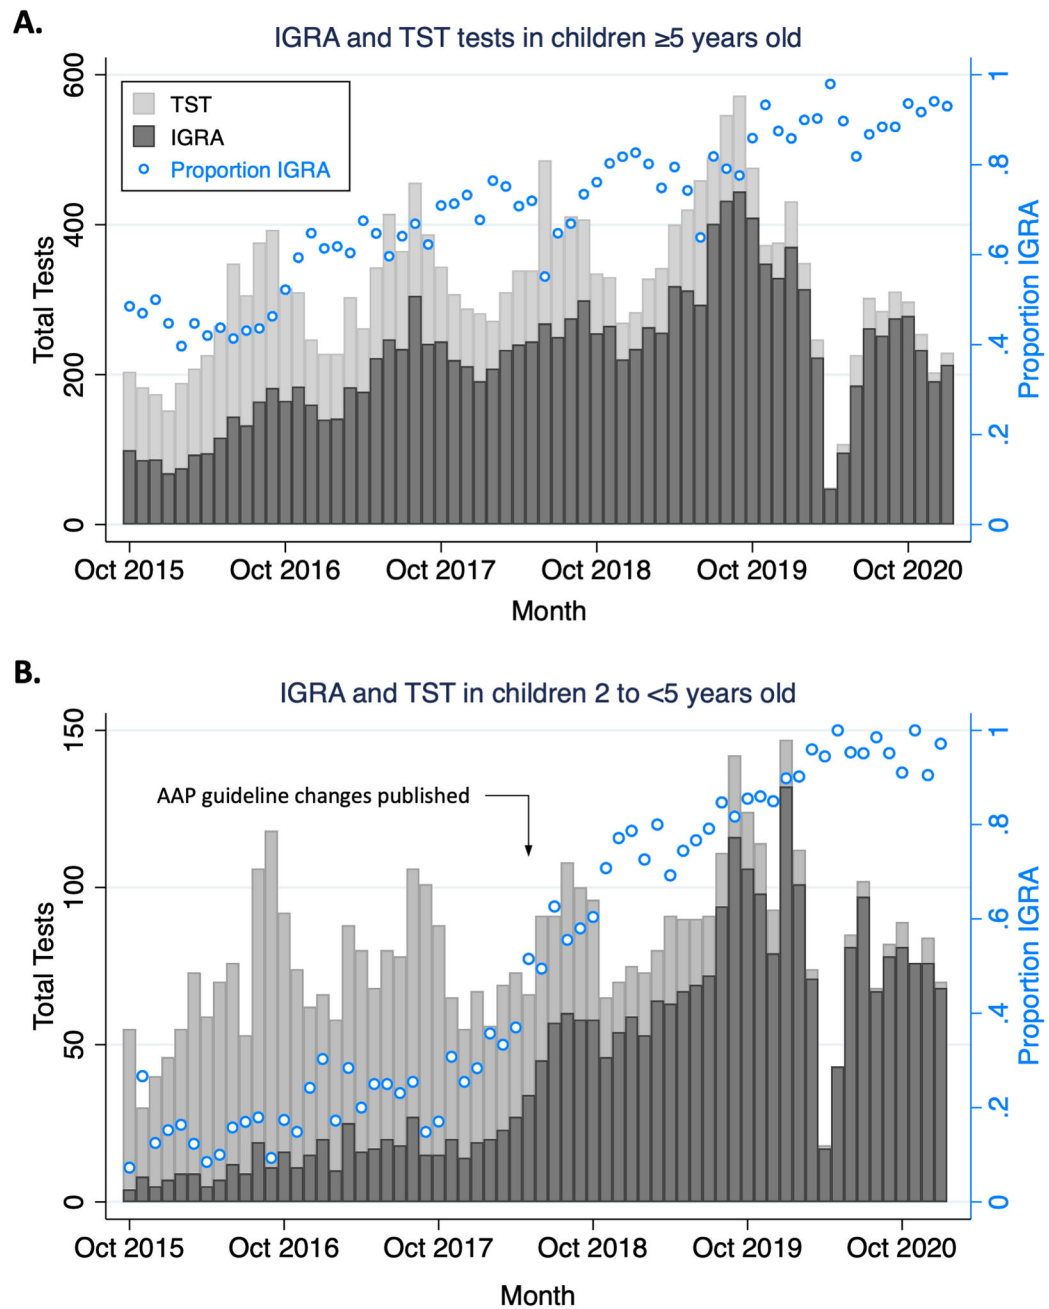 A.
IGRA and TST tests in children ≥5 years old
TST
IGRA
Proportion IGRA
Total Tests
600
400
200
0
Proportion IGRA
1
.8
.6
.4
.2
0
Oct 2015 Oct 2016 Oct 2017 Oct 2018 Oct 2019 Oct 2020
Month
B.
IGRA and TST in children 2 to <5 years old
AAP guideline changes published
Total Tests
150
100
50
0
Proportion IGRA
1
.8
.6
.4
.2
0
Oct 2015 Oct 2016 Oct 2017 Oct 2018 Oct 2019 Oct 2020
Month